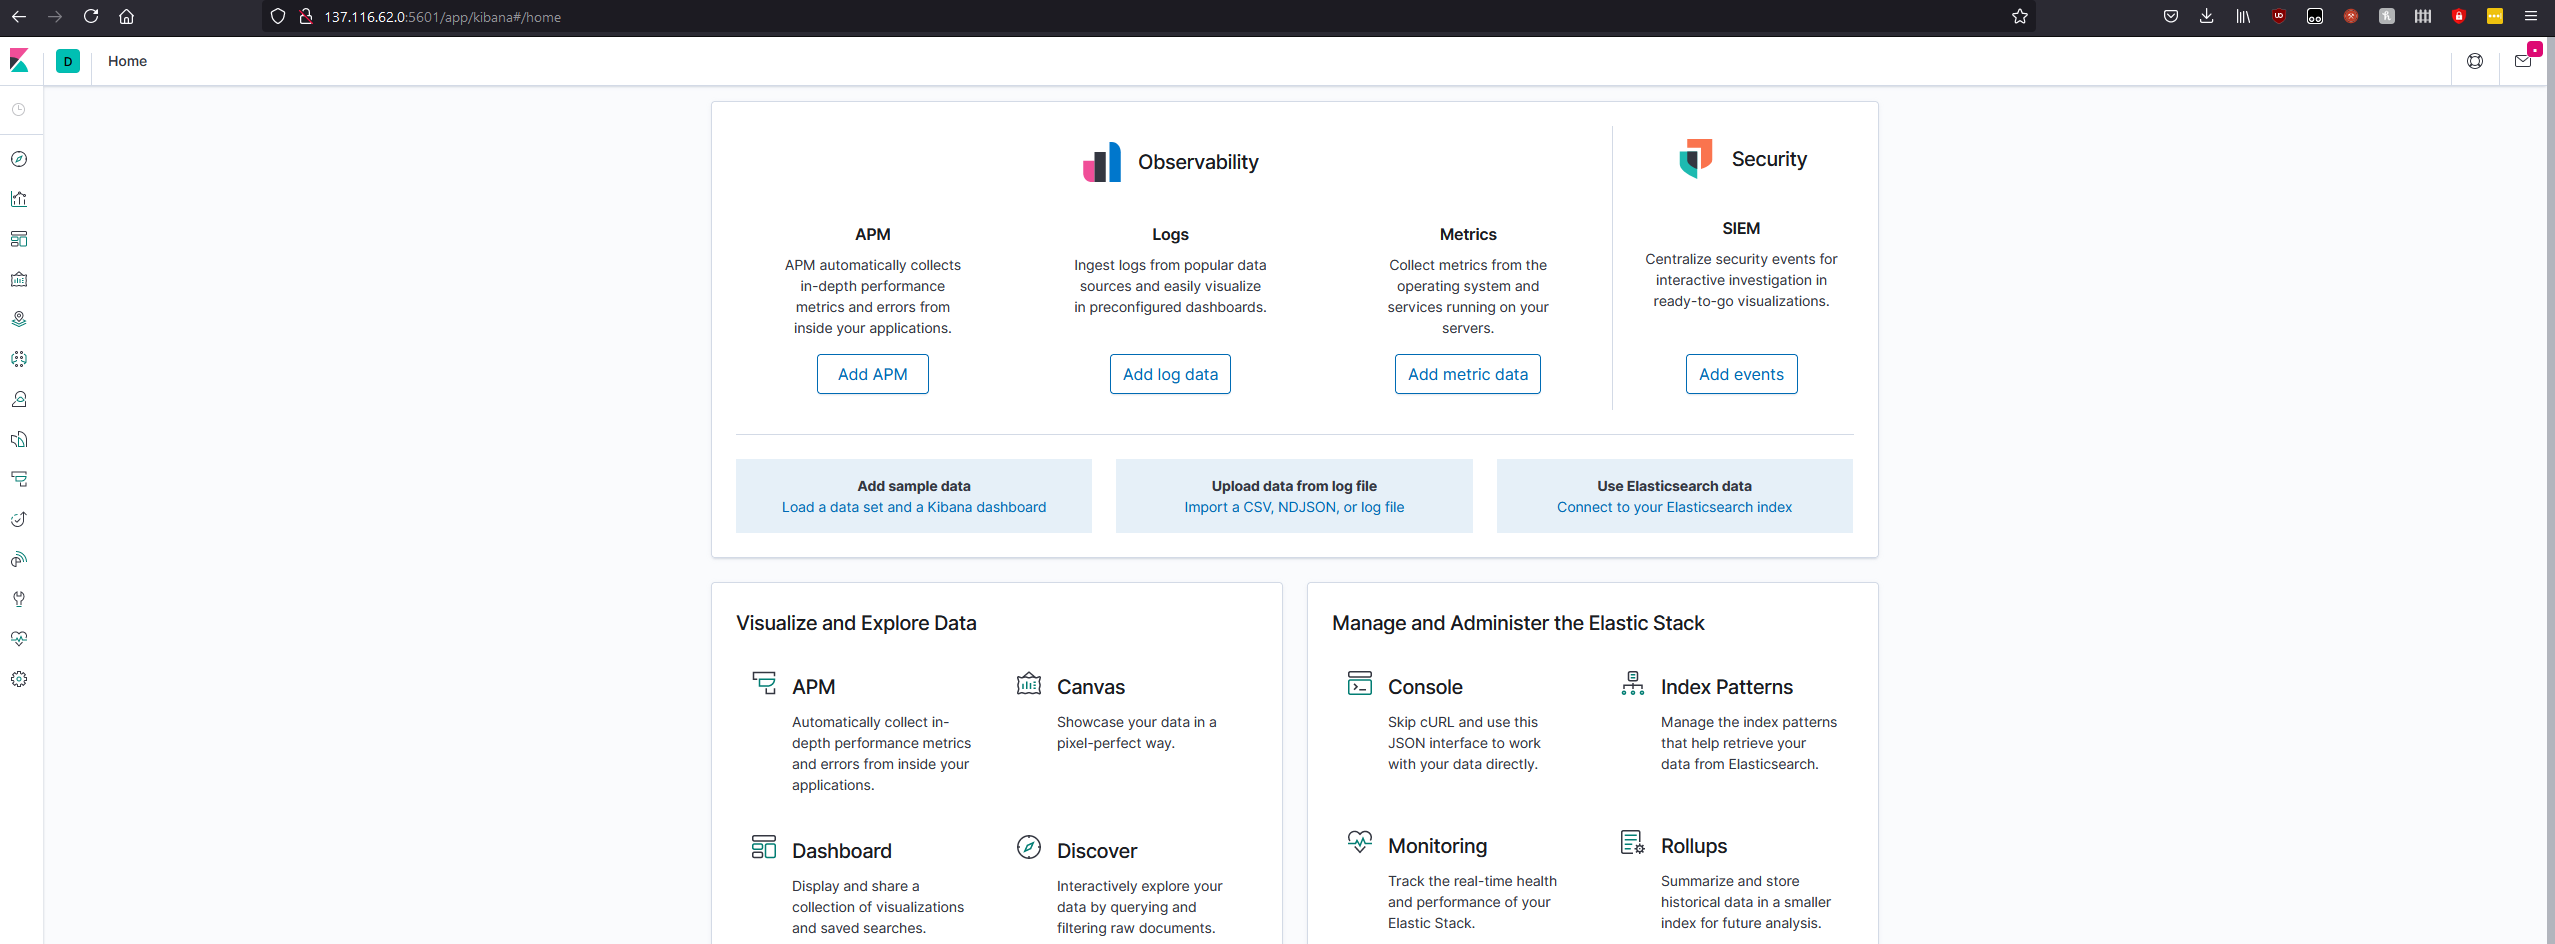 137.116.62.0:5601/app/kibana#/home
D
Home
Observability
Security
APM
APM automatically collects
in-depth performance
metrics and errors from
inside your applications.
Add APM
Logs
Ingest logs from popular data
sources and easily visualize
in preconfigured dashboards.
Add log data
Metrics
Collect metrics from the
operating system and
services running on your
servers.
Add metric data
SIEM
Centralize security events for
interactive investigation in
ready-to-go visualizations.
Add events
Add sample data
Load a data set and a Kibana dashboard
Upload data from log file
Import a CSV, NDJSON, or log file
Use Elasticsearch data
Connect to your Elasticsearch index
Visualize and Explore Data
APM
Automatically collect in-
depth performance metrics
and errors from inside your
applications.
Canvas
Showcase your data in a
pixel-perfect way.
Dashboard
Display and share a
collection of visualizations
and saved searches.
Discover
Interactively explore your
data by querying and
filtering raw documents.
Manage and Administer the Elastic Stack
Console
Skip cURL and use this
JSON interface to work
with your data directly.
Index Patterns
Manage the index patterns
that help retrieve your
data from Elasticsearch.
Monitoring
Track the real-time health
and performance of your
Elastic Stack.
Rollups
Summarize and store
historical data in a smaller
index for future analysis.